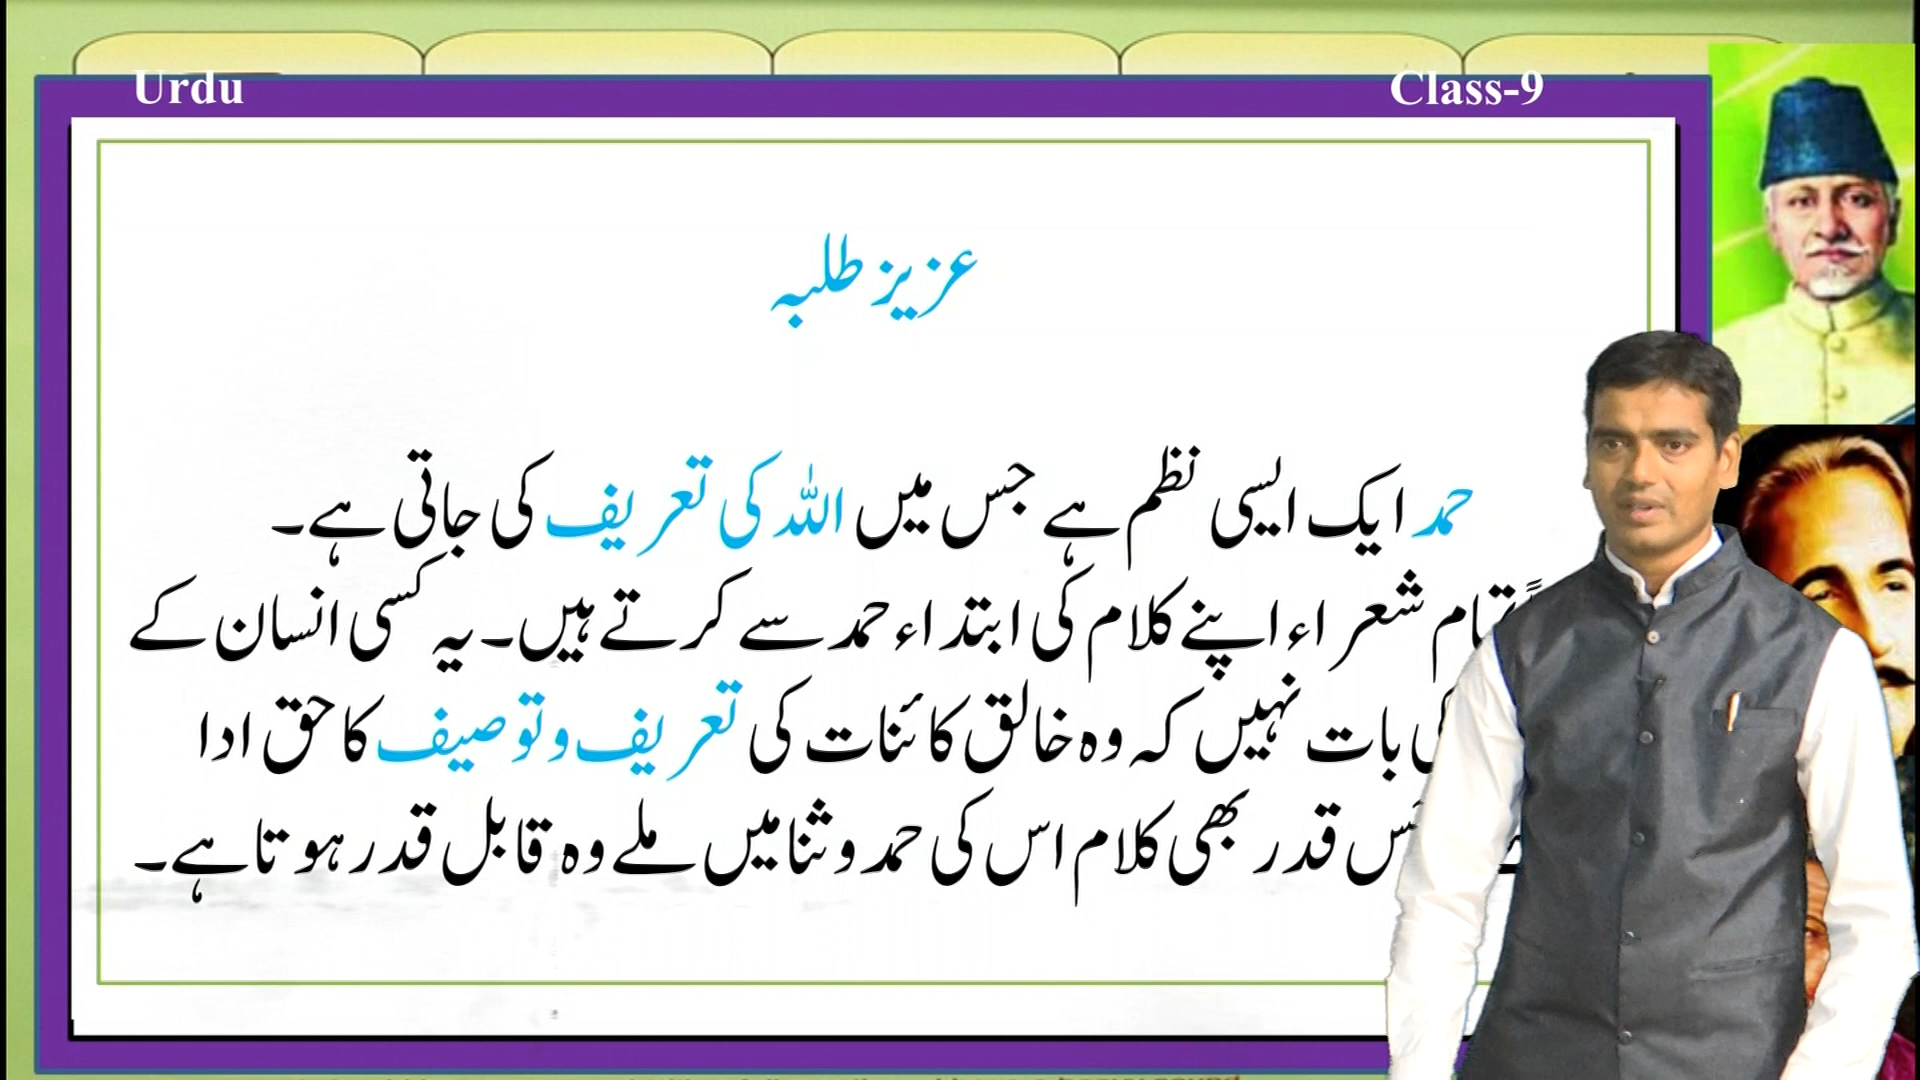 Urdu
Class-9
عزیز طلبہ
حمد ایک ایسی نظم ہے جس میں اللہ کی تعریف کی جاتی ہے۔
تمام شعراء اپنے کلام کی ابتداء حمد سے کرتے ہیں۔ یہ کسی انسان کے
کی بات نہیں کہ وہ خالق کائنات کی تعریف و توصیف کا حق ادا
قدر بھی کلام اس کی حمد و ثنا میں ملے وہ قابل قدر ہوتا ہے۔